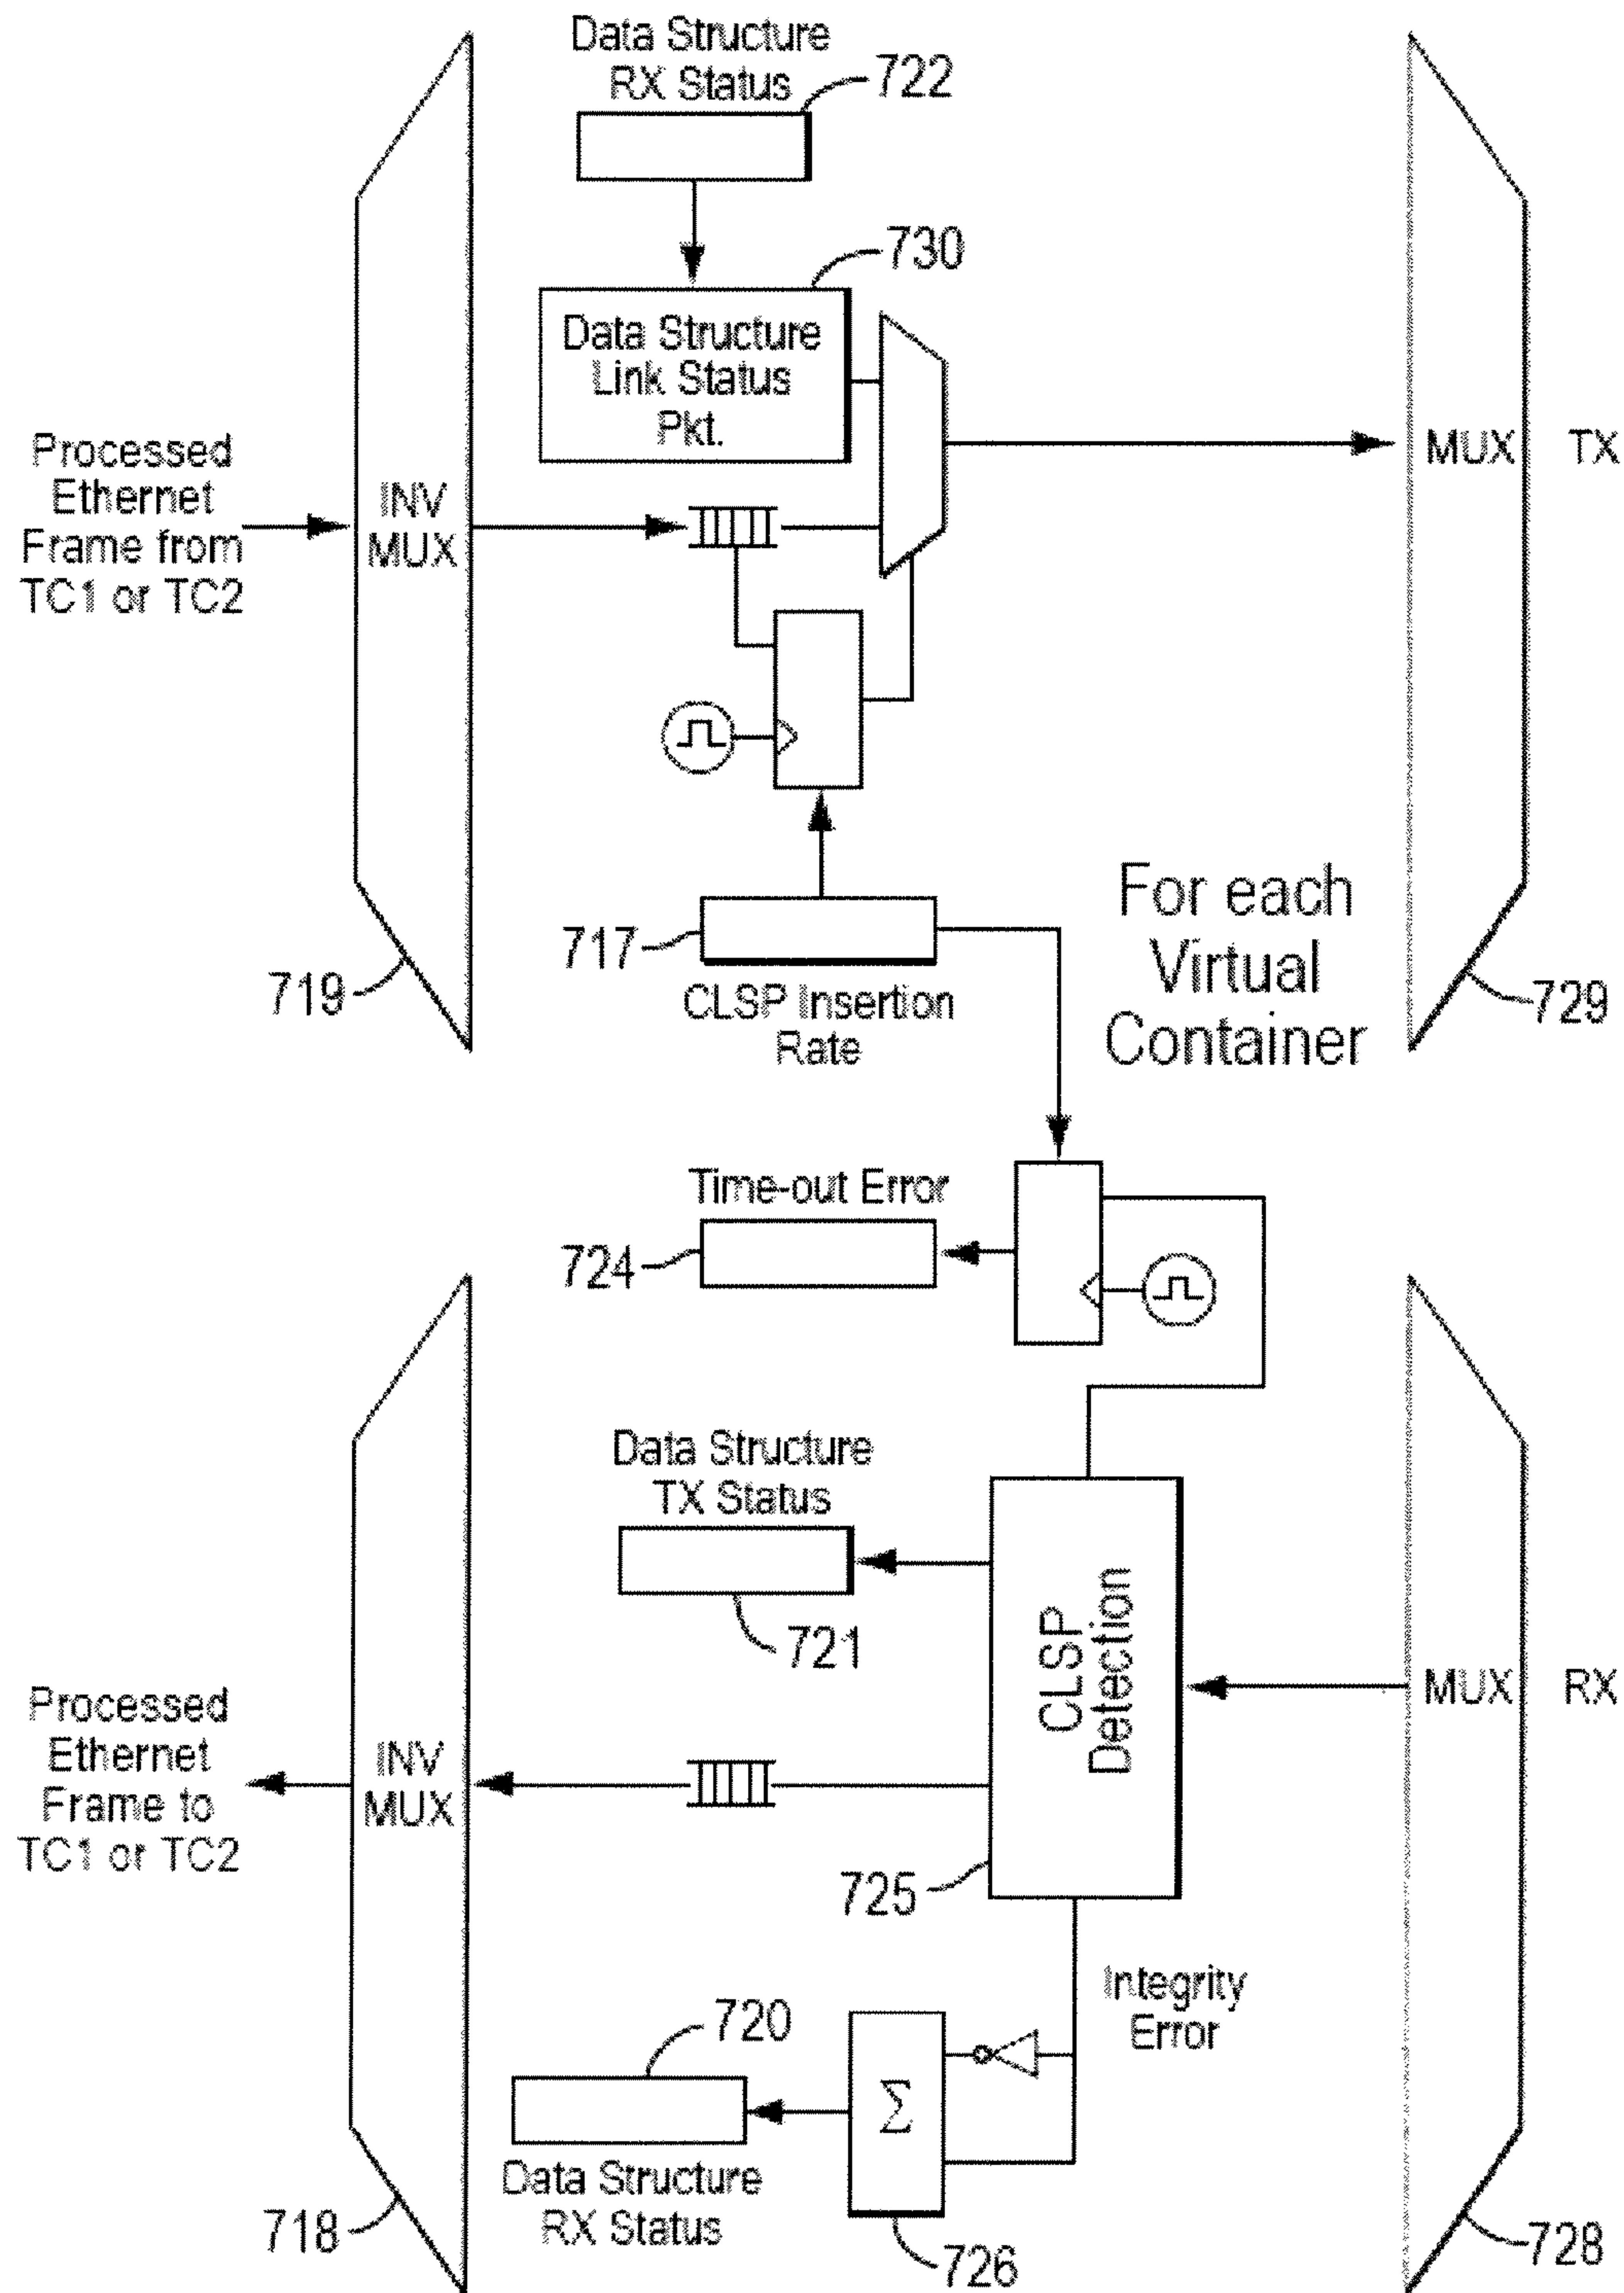 Data Structure
RX Status
722
730
Data Structure
Link Status
Pkt.
Processed
Ethernet
Frame from
TC1 or TC2
INV
MUX
MUX
TX
717
CLSP Insertion
Rate
For each
Virtual
Container
719
729
Time-out Error
724
Data Structure
TX Status
721
CLSP
Detection
MUX
RX
Processed
Ethernet
Frame to
TC1 or TC2
INV
MUX
725
Integrity
Error
720
Σ
Data Structure
RX Status
718
726
728